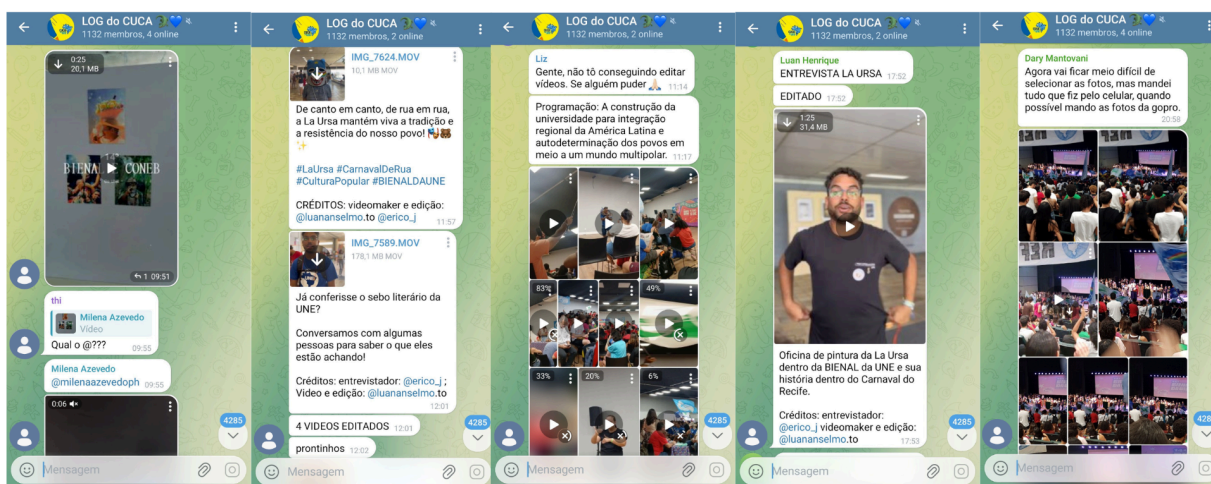 LOG do CUCA
1132 membros, 4 online
0:25
20,1 MB
BIENAL
CONEB
1 09:51
thi
Milena Azevedo
Vídeo
Qual o @???
09:55
Milena Azevedo
@milenaazevedoph 09:55
0:06
4285
Mensagem
LOG do CUCA
1132 membros, 2 online
IMG_7624.MOV
10,1 MB MOV
De canto em canto, de rua em rua,
a La Ursa mantém viva a tradição e
a resistência do nosso povo!
#LaUrsa #CarnavalDeRua
#CulturaPopular #BIENALDAUNE
CRÉDITOS: videomaker e edição:
@luananselmo.to @erico_j
11:57
IMG_7589.MOV
178,1 MB MOV
Já conferisse o sebo literário da
UNE?
Conversamos com algumas
pessoas para saber o que eles
estão achando!
Créditos: entrevistador: @erico_j ;
Video e edição: @luananselmo.to
12:01
4 VIDEOS EDITADOS 12:01
prontinhos 12:02
4285
Mensagem
LOG do CUCA
1132 membros, 2 online
Liz
Gente, não tô conseguindo editar
vídeos. Se alguém puder
11:14
Programação: A construção da
universidade para integração
regional da América Latina e
autodeterminação dos povos em
meio a um mundo multipolar. 11:17
83%
49%
33%
20%
6%
4285
Mensagem
LOG do CUCA
1132 membros, 2 online
Luan Henrique
ENTREVISTA LA URSA 17:52
EDITADO 17:52
1:25
31,4 MB
Oficina de pintura da La Ursa
dentro da BIENAL da UNE e sua
história dentro do Carnaval do
Recife.
Créditos: entrevistador:
@erico_j videomaker e edição:
@luananselmo.to
17:53
4285
Mensagem
LOG do CUCA
1132 membros, 4 online
Dary Mantovani
Agora vai ficar meio difícil de
selecionar as fotos, mas mandei
tudo que fiz pelo celular, quando
possível mando as fotos da gopro.
20:58
Mensagem